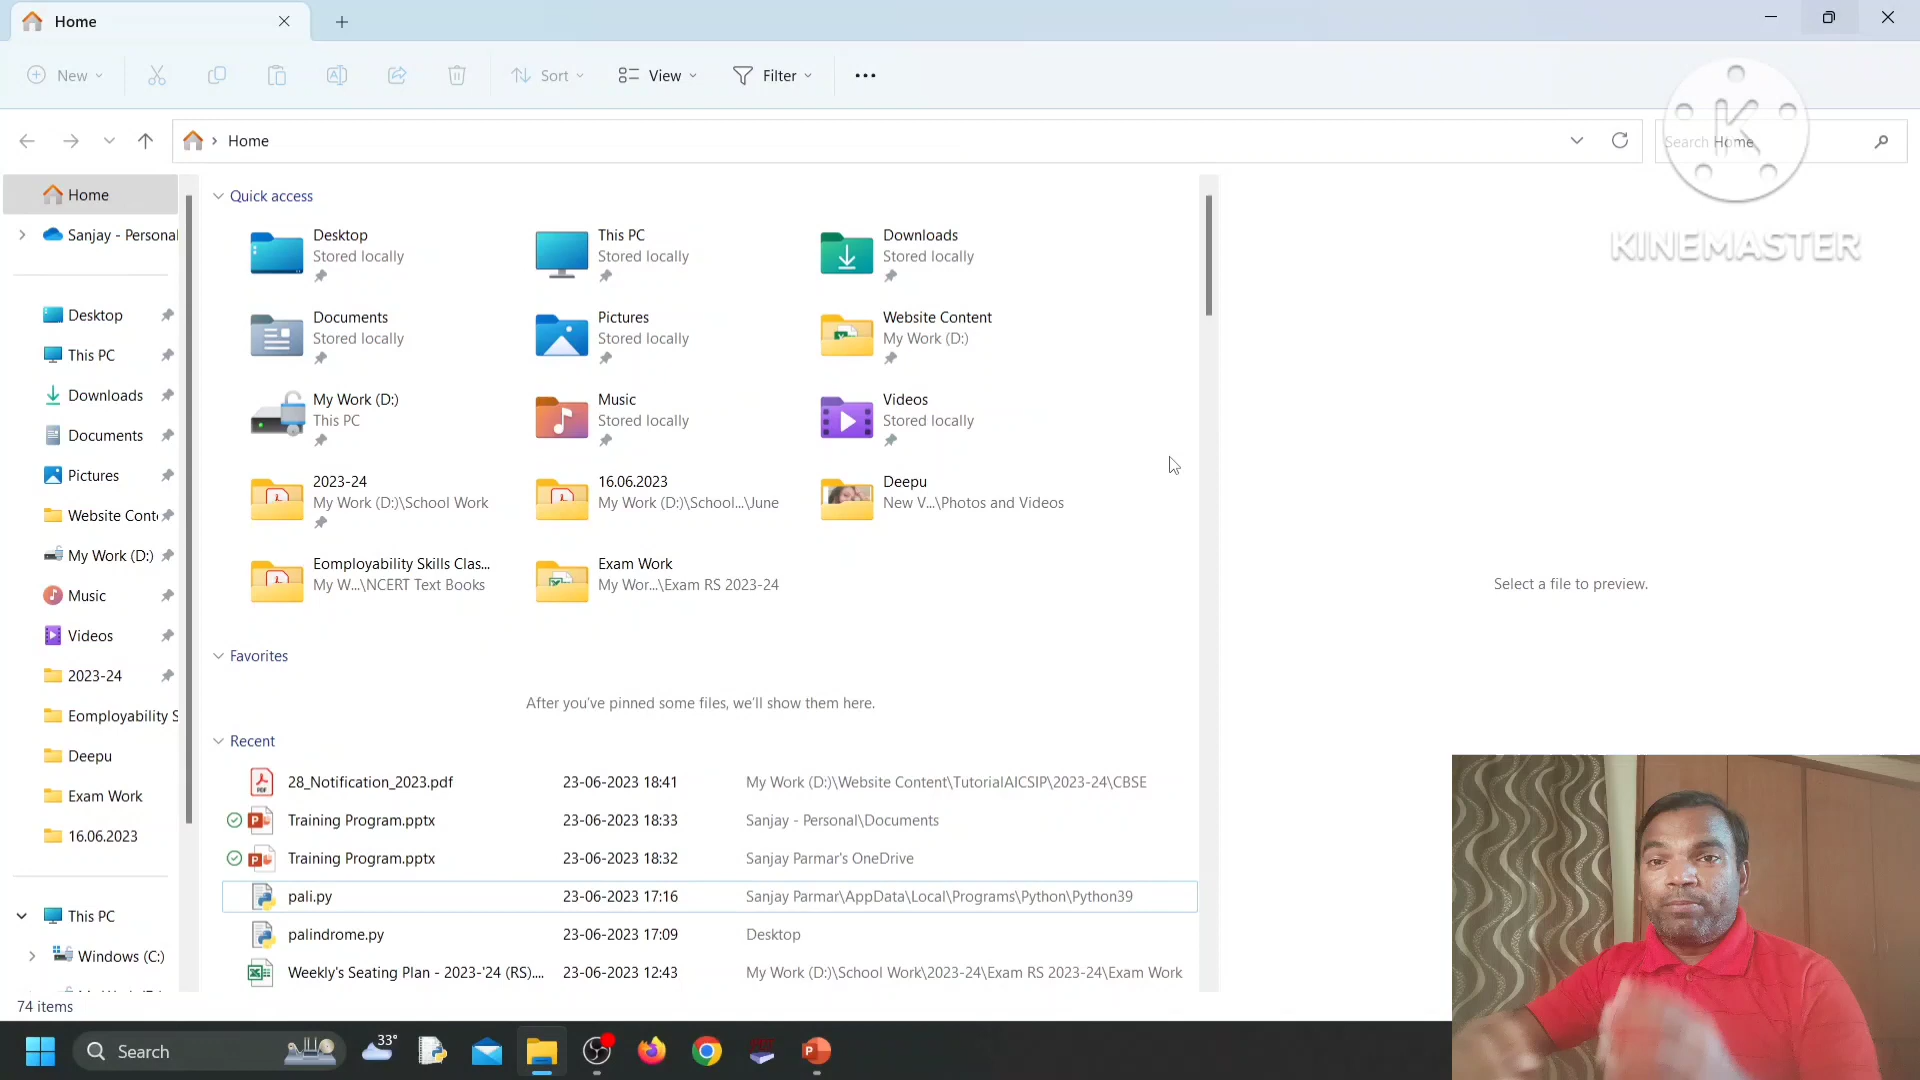 Home
New
Sort
View
Filter
Home
Search Home
KINEMASTER
Home
Sanjay - Personal
Desktop
This PC
Downloads
Documents
Pictures
Website Conte
My Work (D:)
Music
Videos
2023-24
Eomployability S
Deepu
Exam Work
16.06.2023
This PC
Windows (C:)
74 items
Quick access
Desktop
Stored locally
This PC
Stored locally
Downloads
Stored locally
Documents
Stored locally
Pictures
Stored locally
Website Content
My Work (D:)
My Work (D:)
This PC
Music
Stored locally
Videos
Stored locally
2023-24
My Work (D:)\School Work
16.06.2023
My Work (D:)\School...\June
Deepu
New V...\Photos and Videos
Eomployability Skills Clas...
My W...\NCERT Text Books
Exam Work
My Wor...\Exam RS 2023-24
Favorites
After you've pinned some files, we'll show them here.
Recent
28_Notification_2023.pdf 23-06-2023 18:41 My Work (D:)\Website Content\TutorialAICSIP\2023-24\CBSE
Training Program.pptx 23-06-2023 18:33 Sanjay - Personal\Documents
Training Program.pptx 23-06-2023 18:32 Sanjay Parmar's OneDrive
pali.py 23-06-2023 17:16 Sanjay Parmar\AppData\Local\Programs\Python\Python39
palindrome.py 23-06-2023 17:09 Desktop
Weekly's Seating Plan - 2023-'24 (RS).... 23-06-2023 12:43 My Work (D:)\School Work\2023-24\Exam RS 2023-24\Exam Work
Select a file to preview.
Search
33°